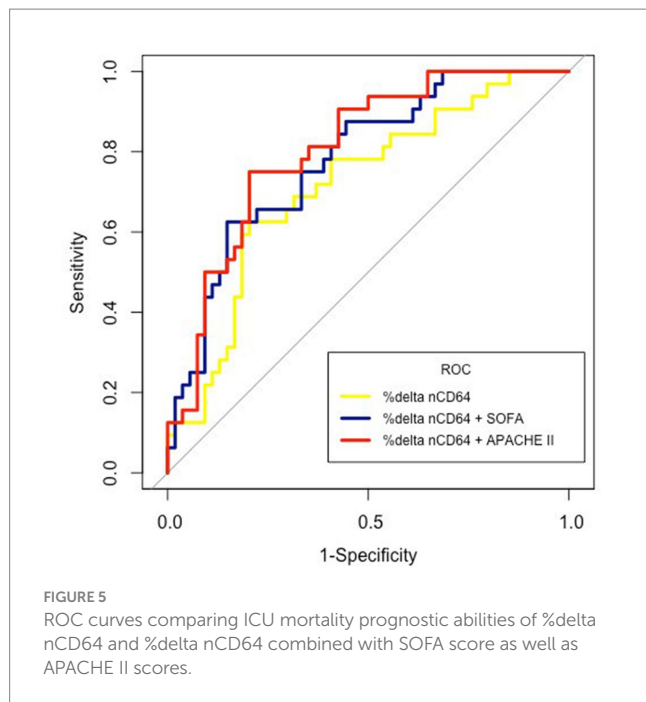 1.0
0.8
0.6
0.4
0.2
0.0
Sensitivity
ROC
%delta nCD64
%delta nCD64 + SOFA
%delta nCD64 + APACHE II
0.0 0.5 1.0
1-Specificity
FIGURE 5
ROC curves comparing ICU mortality prognostic abilities of %delta
nCD64 and %delta nCD64 combined with SOFA score as well as
APACHE II scores.